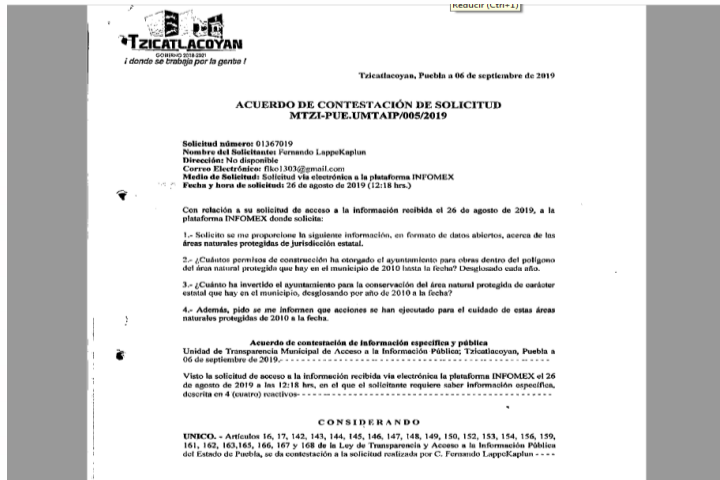 Reducir (Ctrl+1)
TZICATLACOYAN
GOBIERNO 2018-2021
¡ donde se trabaja por la gente !
Tzicatlacoyan, Puebla a 06 de septiembre de 2019
ACUERDO DE CONTESTACIÓN DE SOLICITUD
MTZI-PUE.UMTAIP/005/2019
Solicitud número: 01367019
Nombre del Solicitante: Fernando LappeKaplun
Dirección: No disponible
Correo Electrónico: fiko1303@gmail.com
Medio de Solicitud: Solicitud vía electrónica a la plataforma INFOMEX
Fecha y hora de solicitud: 26 de agosto de 2019 (12:18 hrs.)
Con relación a su solicitud de acceso a la información recibida el 26 de agosto de 2019, a la
plataforma INFOMEX donde solicita:
1.- Solicito se me proporcione la siguiente información, en formato de datos abiertos, acerca de las
áreas naturales protegidas de jurisdicción estatal.
2.- ¿Cuántos permisos de construcción ha otorgado el ayuntamiento para obras dentro del polígono
del área natural protegida que hay en el municipio de 2010 hasta la fecha? Desglosado cada año.
3.- ¿Cuánto ha invertido el ayuntamiento para la conservación del área natural protegida de carácter
estatal que hay en el municipio, desglosando por año de 2010 a la fecha?
4.- Además, pido se me informen que acciones se han ejecutado para el cuidado de estas áreas
naturales protegidas de 2010 a la fecha.
Acuerdo de contestación de información específica y pública
Unidad de Transparencia Municipal de Acceso a la Información Pública; Tzicatlacoyan, Puebla a
06 de septiembre de 2019.- - - - - - - - - - - - - - - - - - - - - - - - - - - - - - - - - - - - - - - -
Visto la solicitud de acceso a la información recibida vía electrónica la plataforma INFOMEX el 26
de agosto de 2019 a las 12:18 hrs, en el que el solicitante requiere saber información específica,
descrita en 4 (cuatro) reactivos- - - - - - - - - - - - - - - - - - - - - - - - - - - - - - - - - - - - - -
C O N S I D E R A N D O
UNICO. - Artículos 16, 17, 142, 143, 144, 145, 146, 147, 148, 149, 150, 152, 153, 154, 156, 159,
161, 162, 163,165, 166, 167 y 168 de la Ley de Transparencia y Acceso a la Información Pública
del Estado de Puebla, se da contestación a la solicitud realizada por C. Fernando LappeKaplun - - - -